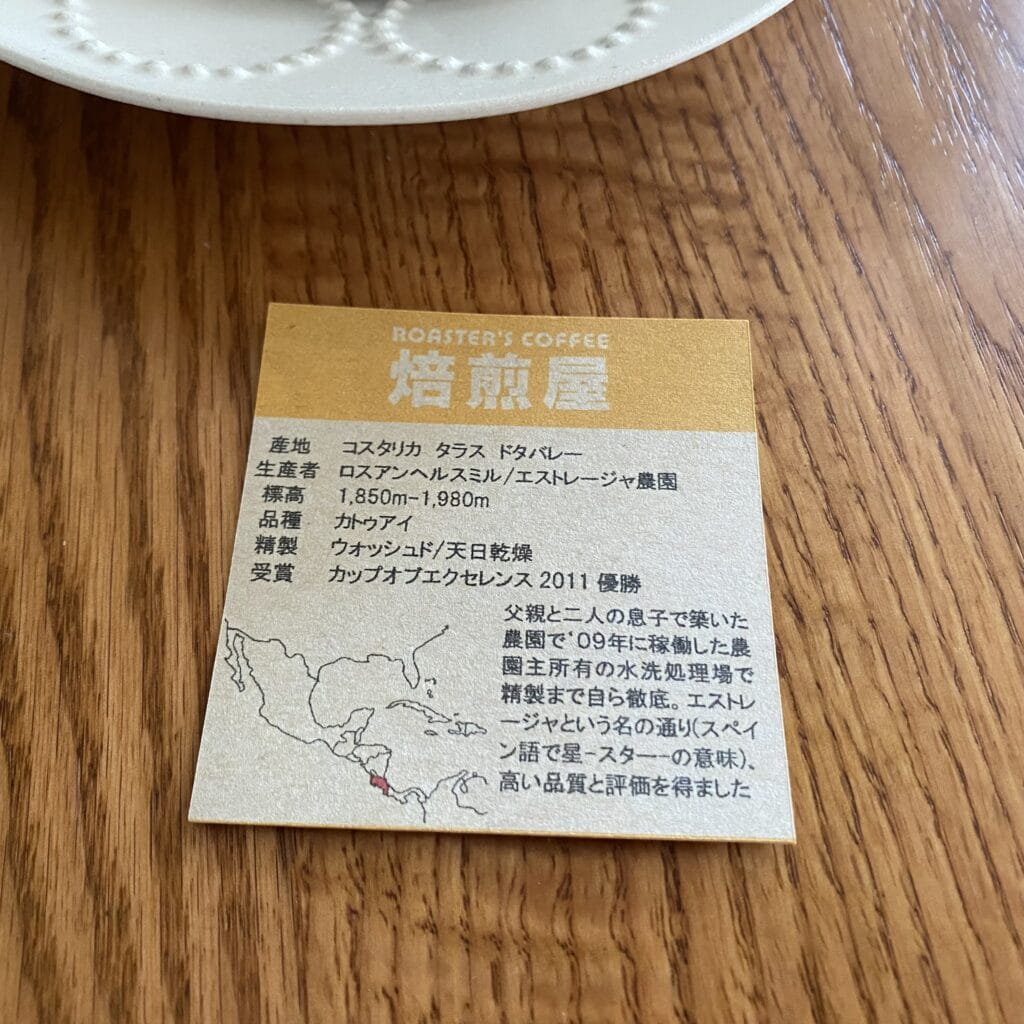 ROASTER'S COFFEE
焙煎屋
産地 コスタリカ タラス ドタバレー
生産者 ロスアンヘルスミル/エストレージャ農園
標高 1,850m-1,980m
品種 カトゥアイ
精製 ウォッシュド/天日乾燥
受賞 カップオブエクセレンス 2011 優勝
父親と二人の息子で築いた
農園で‘09年に稼働した農
園主所有の水洗処理場で
精製まで自ら徹底。エストレ
ージャという名の通り(スペイ
ン語で星-スター-の意味)、
高い品質と評価を得ました